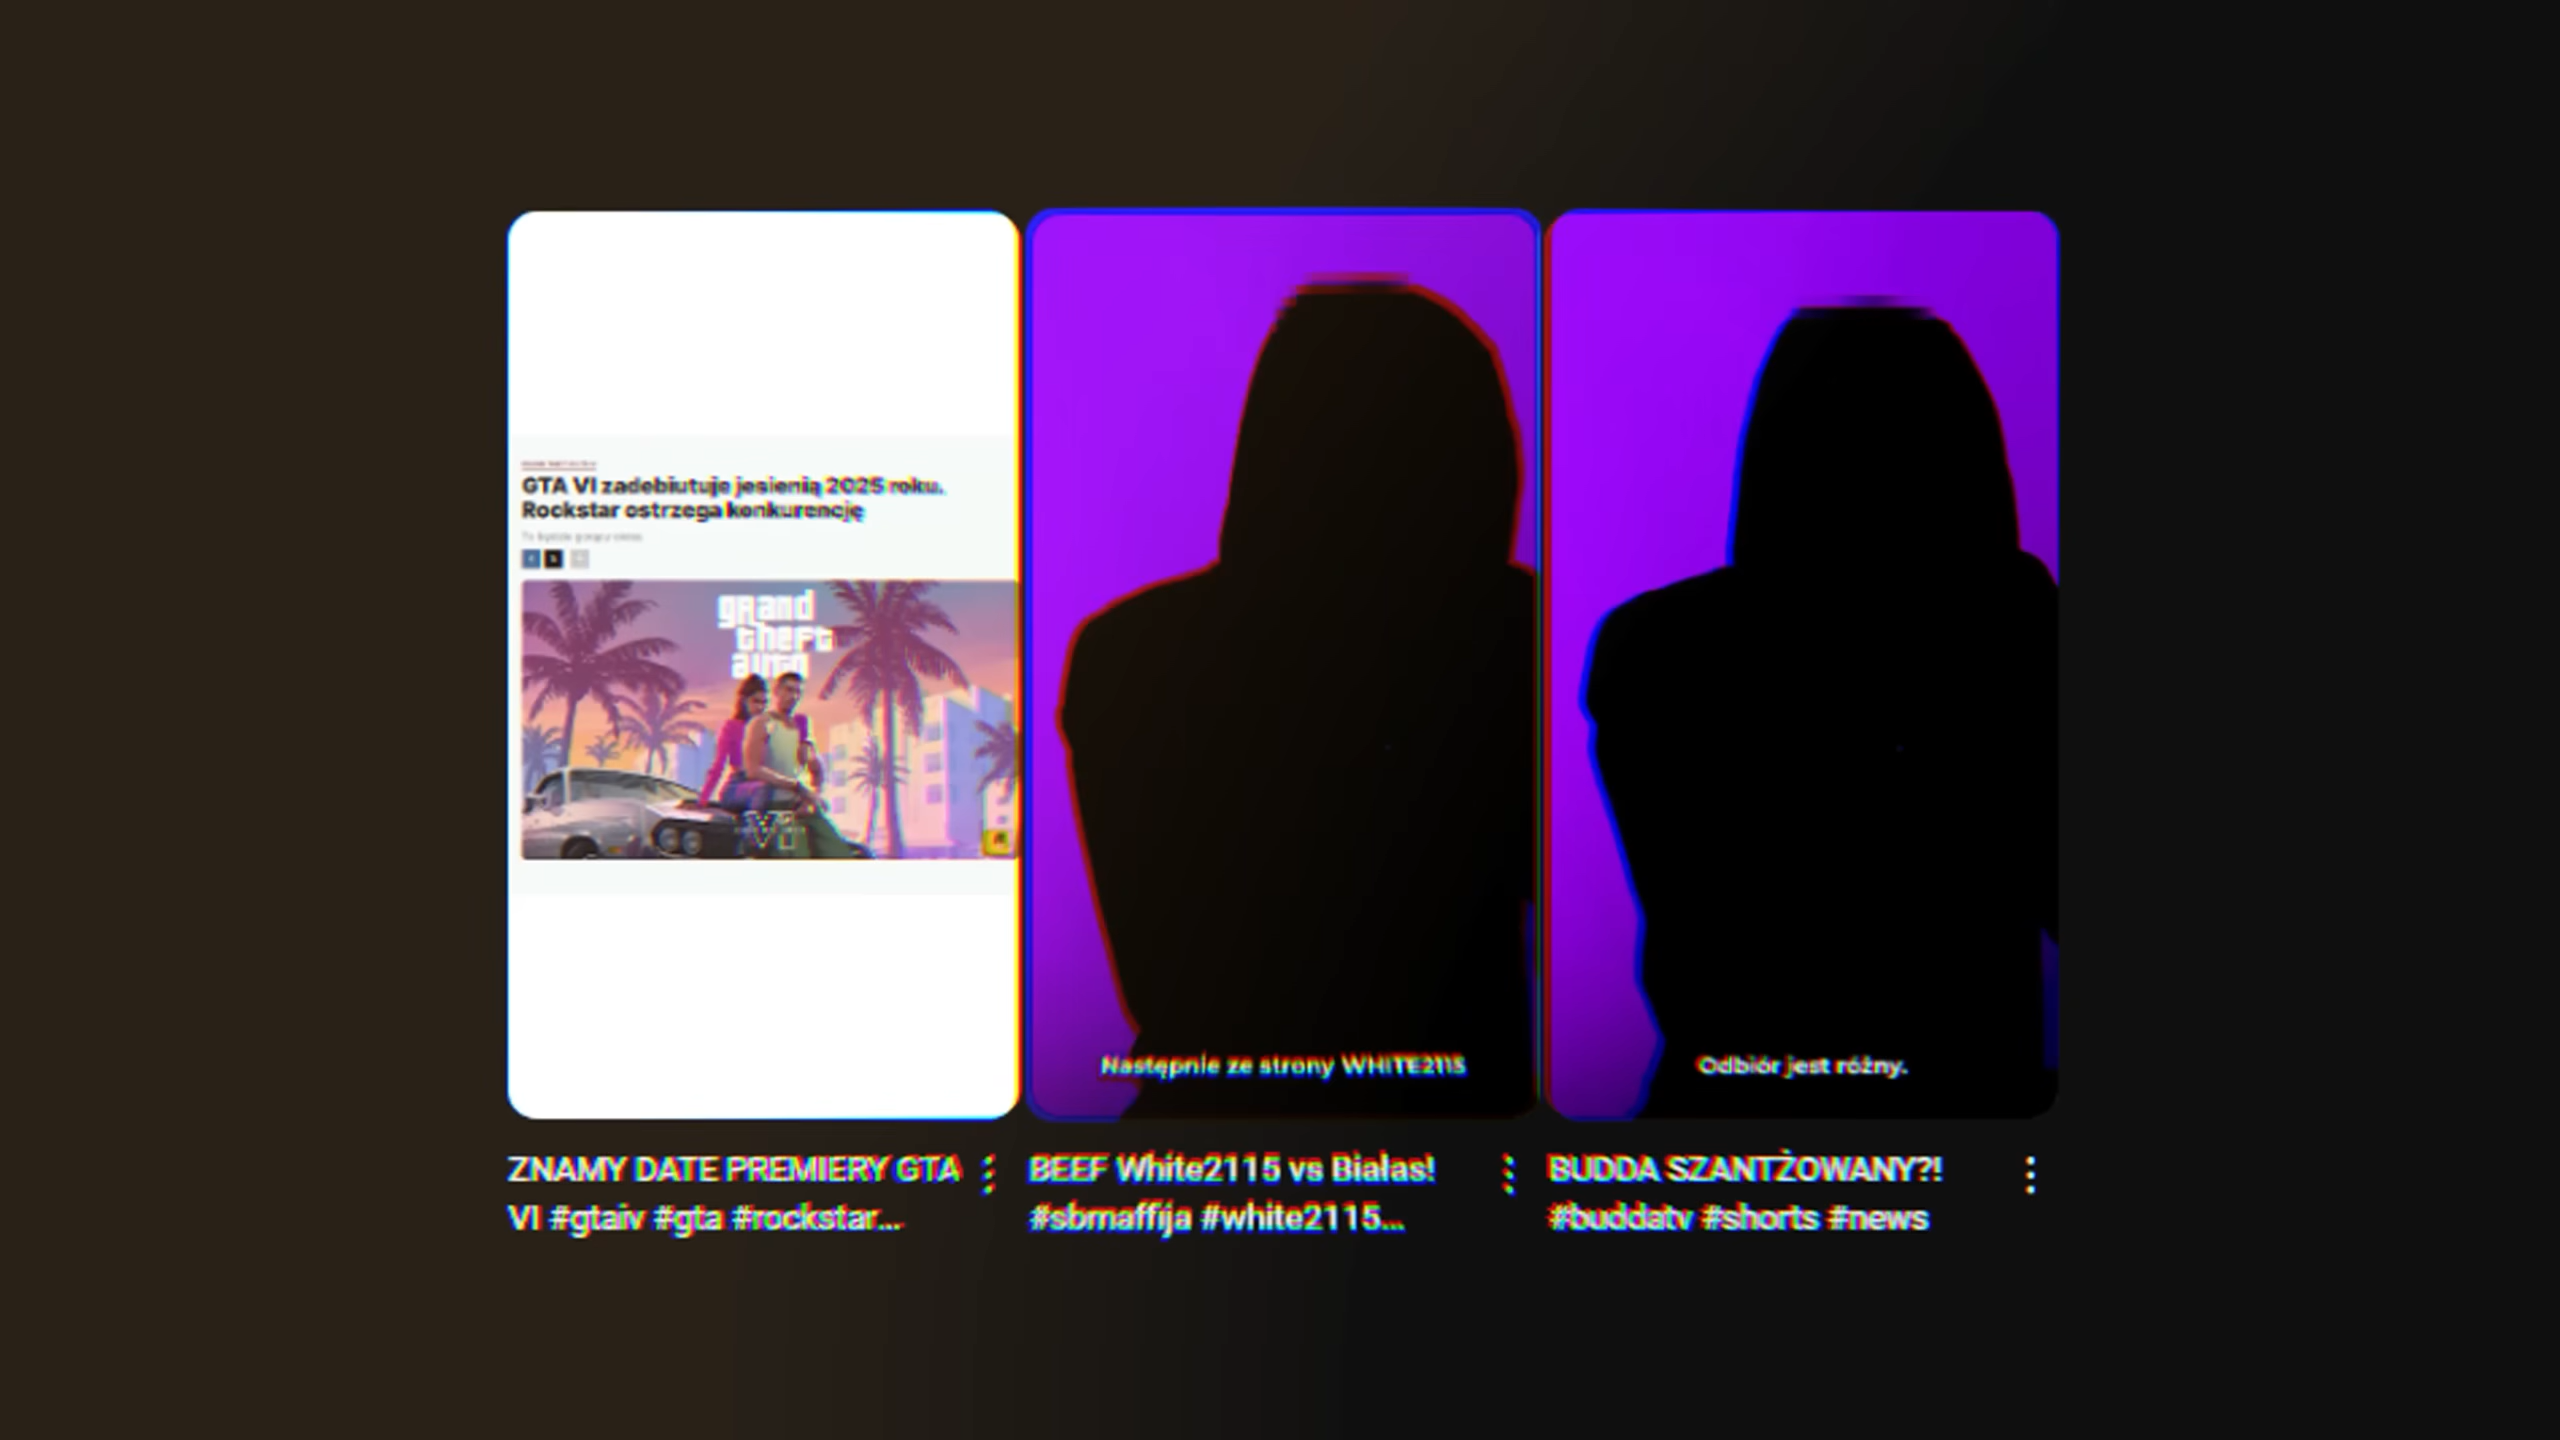 GTA VI zadebiutuje jesienią 2025 roku.
Rockstar ostrzega konkurencję
grand
theft
auto
VI
Następnie ze strony WHITE2115
Odbiór jest różny.
ZNAMY DATE PREMIERY GTA
VI #gtaiv #gta #rockstar...
BEEF White2115 vs Białas!
#sbmaffija #white2115...
BUDDA SZANTŻOWANY?!
#buddatv #shorts #news